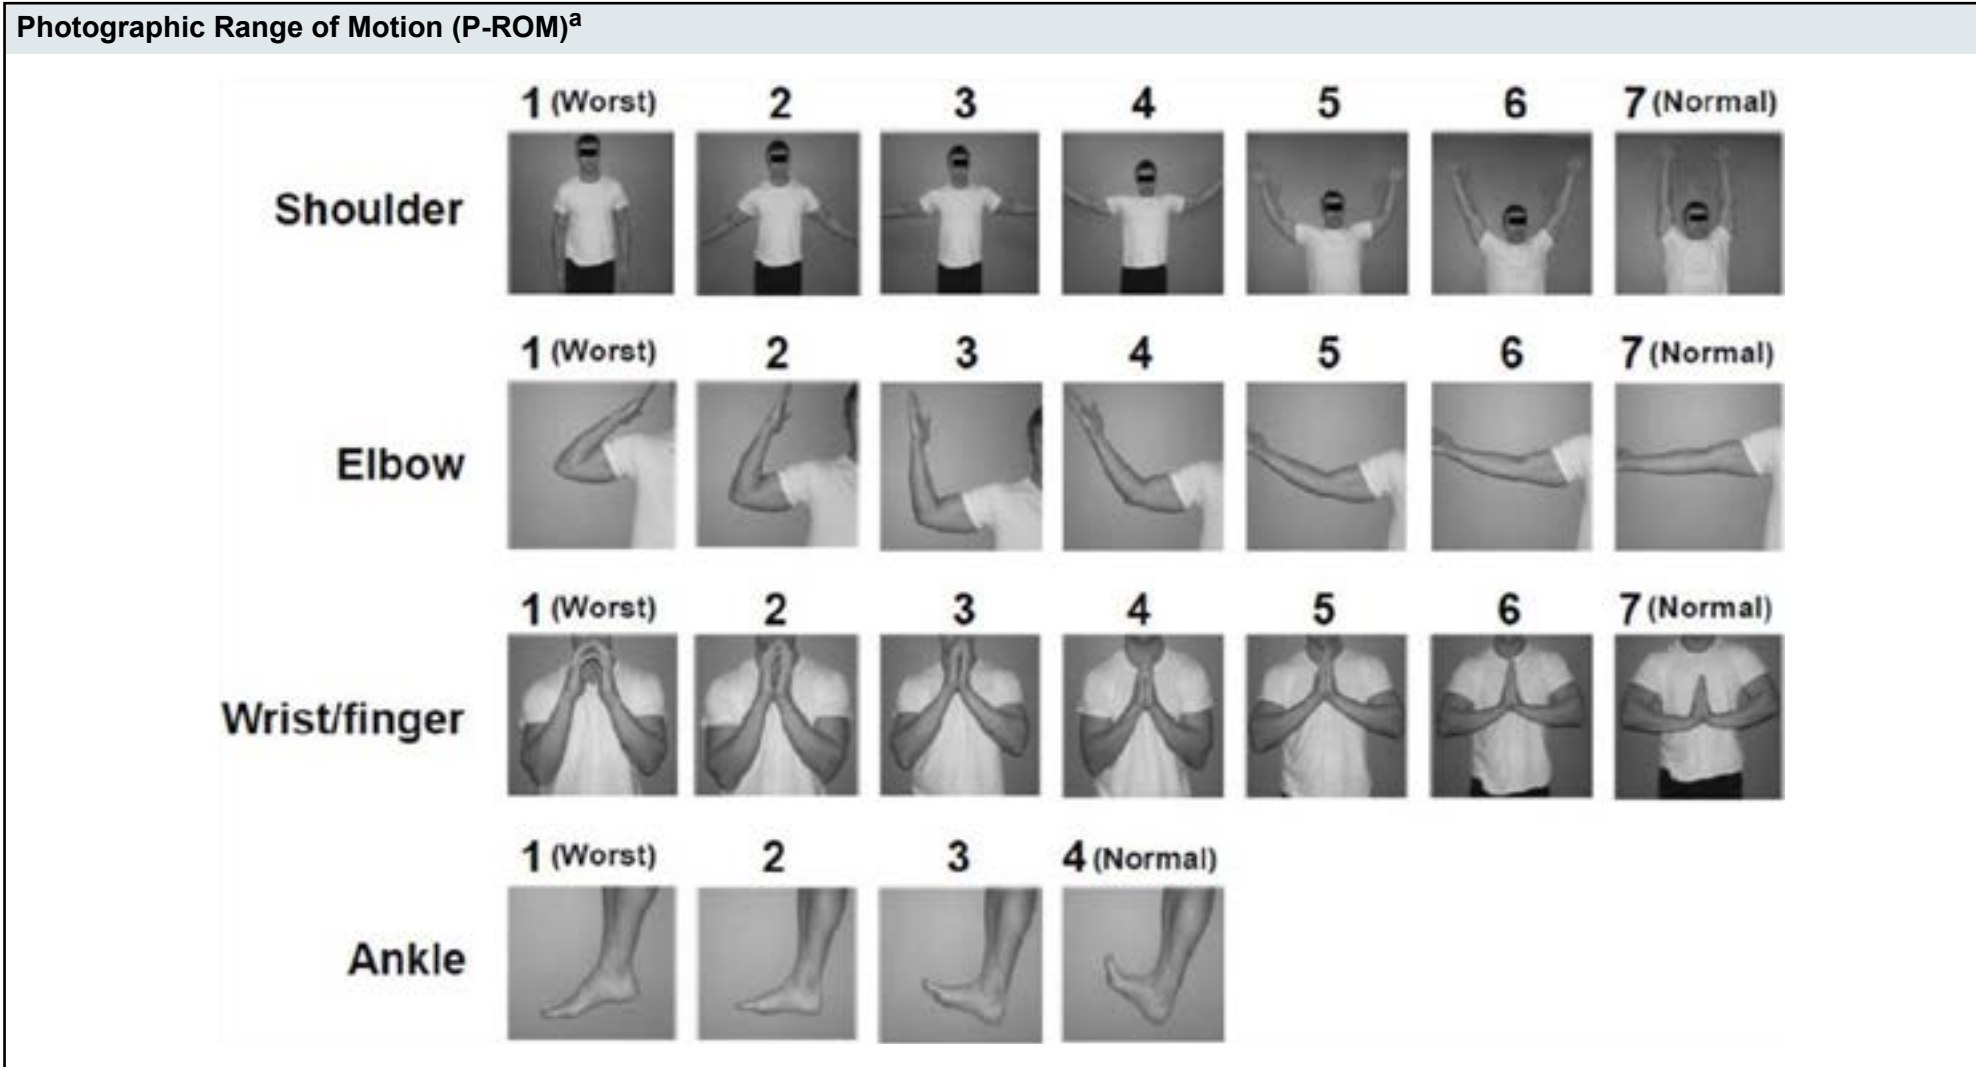 Photographic Range of Motion (P-ROM)a
1 (Worst) 2 3 4 5 6 7 (Normal)
Shoulder
1 (Worst) 2 3 4 5 6 7 (Normal)
Elbow
1 (Worst) 2 3 4 5 6 7 (Normal)
Wrist/finger
1 (Worst) 2 3 4 (Normal)
Ankle